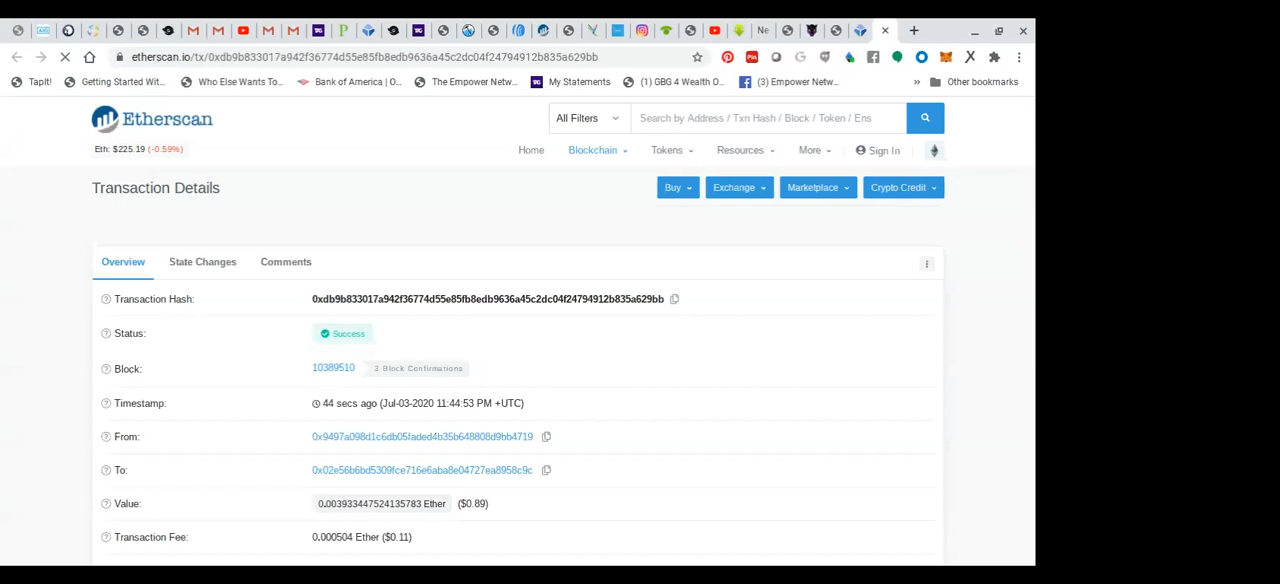 Ne
etherscan.io/tx/0xdb9b833017a942f36774d55e85fb8edb9636a45c2dc04f24794912b835a629bb
TapIt! Getting Started Wit... Who Else Wants To... Bank of America | O... The Empower Netw... My Statements (1) GBG 4 Wealth O... (3) Empower Netw... » Other bookmarks
Etherscan
All Filters Search by Address / Txn Hash / Block / Token / Ens
Eth: $225.19 (-0.59%)
Home Blockchain Tokens Resources More Sign In
Transaction Details
Buy Exchange Marketplace Crypto Credit
Overview State Changes Comments
Transaction Hash: 0xdb9b833017a942f36774d55e85fb8edb9636a45c2dc04f24794912b835a629bb
Status: Success
Block: 10389510 3 Block Confirmations
Timestamp: 44 secs ago (Jul-03-2020 11:44:53 PM +UTC)
From: 0x9497a098d1c6db05faded4b35b648808d9bb4719
To: 0x02e56b6bd5309fce716e6aba8e04727ea8958c9c
Value: 0.003933447524135783 Ether ($0.89)
Transaction Fee: 0.000504 Ether ($0.11)